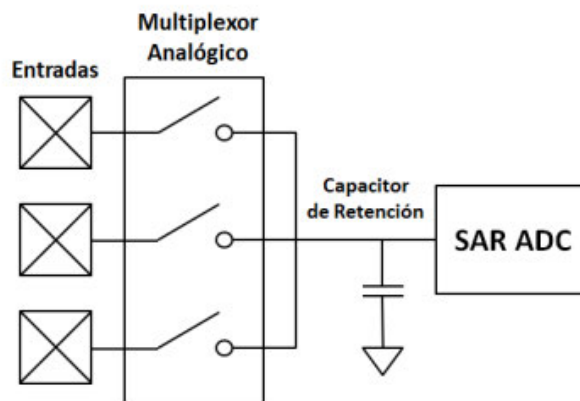 Multiplexor
Analógico
Entradas
Capacitor
de Retención
SAR ADC